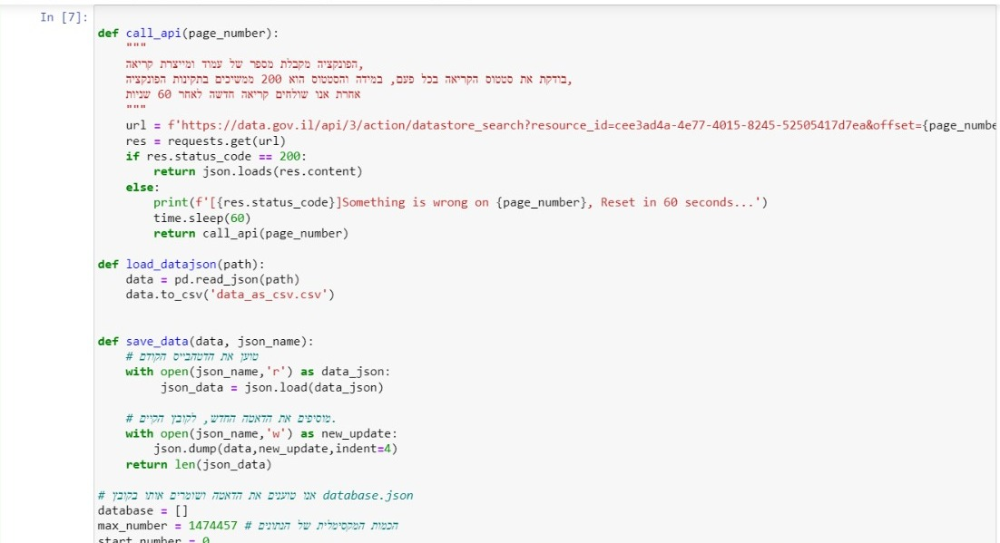 In [7]:
def call_api(page_number):
"""
הפונקציה מקבלת מספר של עמוד ומייצרת קריאה,
בודקת את סטטוס הקריאה בכל פעם, במידה והסטטוס הוא 200 ממשיכים בתקינות הפונקציה,
אחרת אנו שולחים קריאה חדשה לאחר 60 שניות
"""
url = f'https://data.gov.il/api/3/action/datastore_search?resource_id=cee3ad4a-4e77-4015-8245-52505417d7ea&offset={page_numbe
res = requests.get(url)
if res.status_code == 200:
return json.loads(res.content)
else:
print(f'[{res.status_code}]Something is wrong on {page_number}, Reset in 60 seconds...')
time.sleep(60)
return call_api(page_number)
def load_datajson(path):
data = pd.read_json(path)
data.to_csv('data_as_csv.csv')
def save_data(data, json_name):
# טוען את הדטהבייס הקודם
with open(json_name,'r') as data_json:
json_data = json.load(data_json)
# מוסיפים את הדאטה החדש, לקובץ הקיים.
with open(json_name,'w') as new_update:
json.dump(data,new_update,indent=4)
return len(json_data)
# אנו טוענים את הדאטה ושומרים אותו בקובץ database.json
database = []
max_number = 1474457 # הכמות המקסימלית של הנתונים
start_number = 0